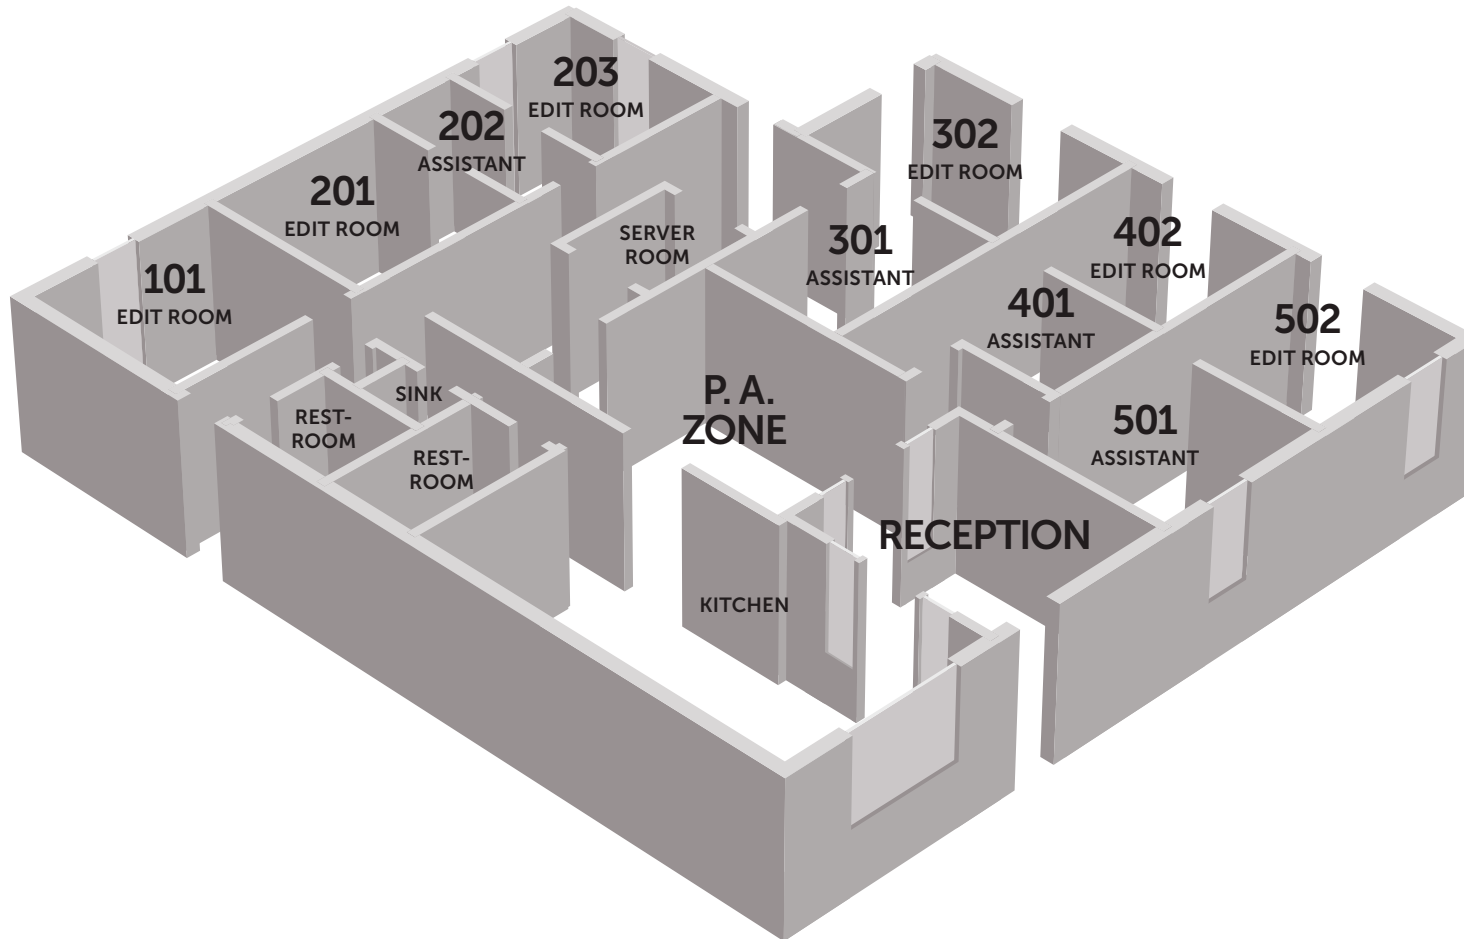 203
EDIT ROOM
202
ASSISTANT
201
EDIT ROOM
101
EDIT ROOM
302
EDIT ROOM
SERVER
ROOM
301
ASSISTANT
402
EDIT ROOM
401
ASSISTANT
502
EDIT ROOM
501
ASSISTANT
SINK
REST-
ROOM
REST-
ROOM
P. A.
ZONE
RECEPTION
KITCHEN